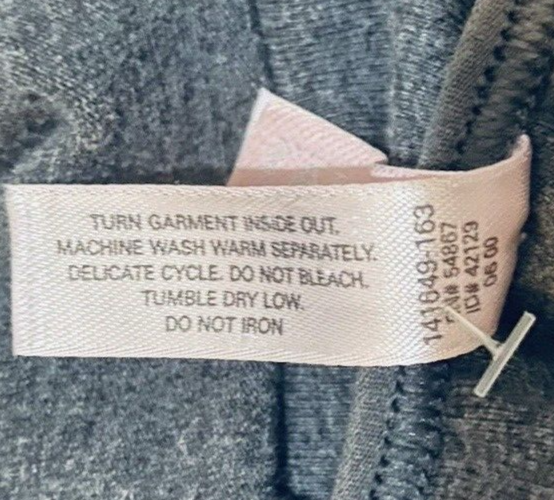 TURN GARMENT INSIDE OUT.
MACHINE WASH WARM SEPARATELY.
DELICATE CYCLE. DO NOT BLEACH.
TUMBLE DRY LOW.
DO NOT IRON
141649-163
RN# 54867
ID# 42129
06 00